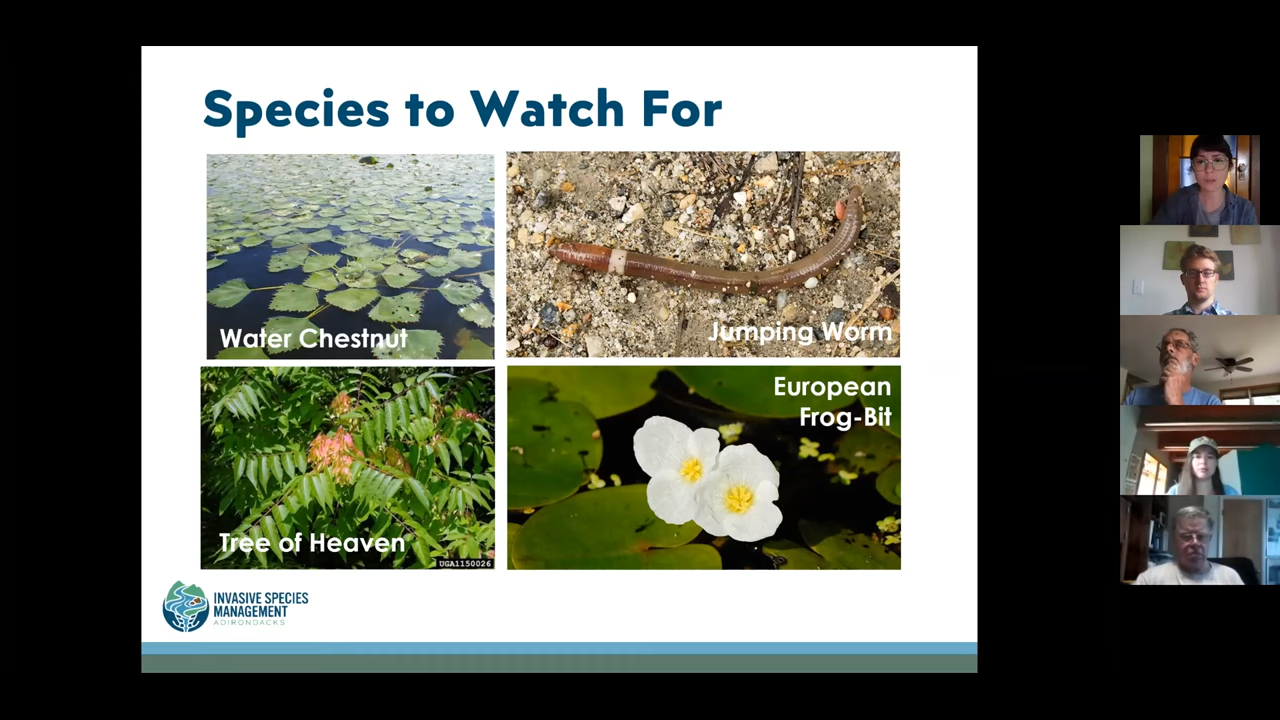 Species to Watch For
Water Chestnut
Jumping Worm
European
Frog-Bit
Tree of Heaven
UGA1150026
INVASIVE SPECIES
MANAGEMENT
ADIRONDACKS